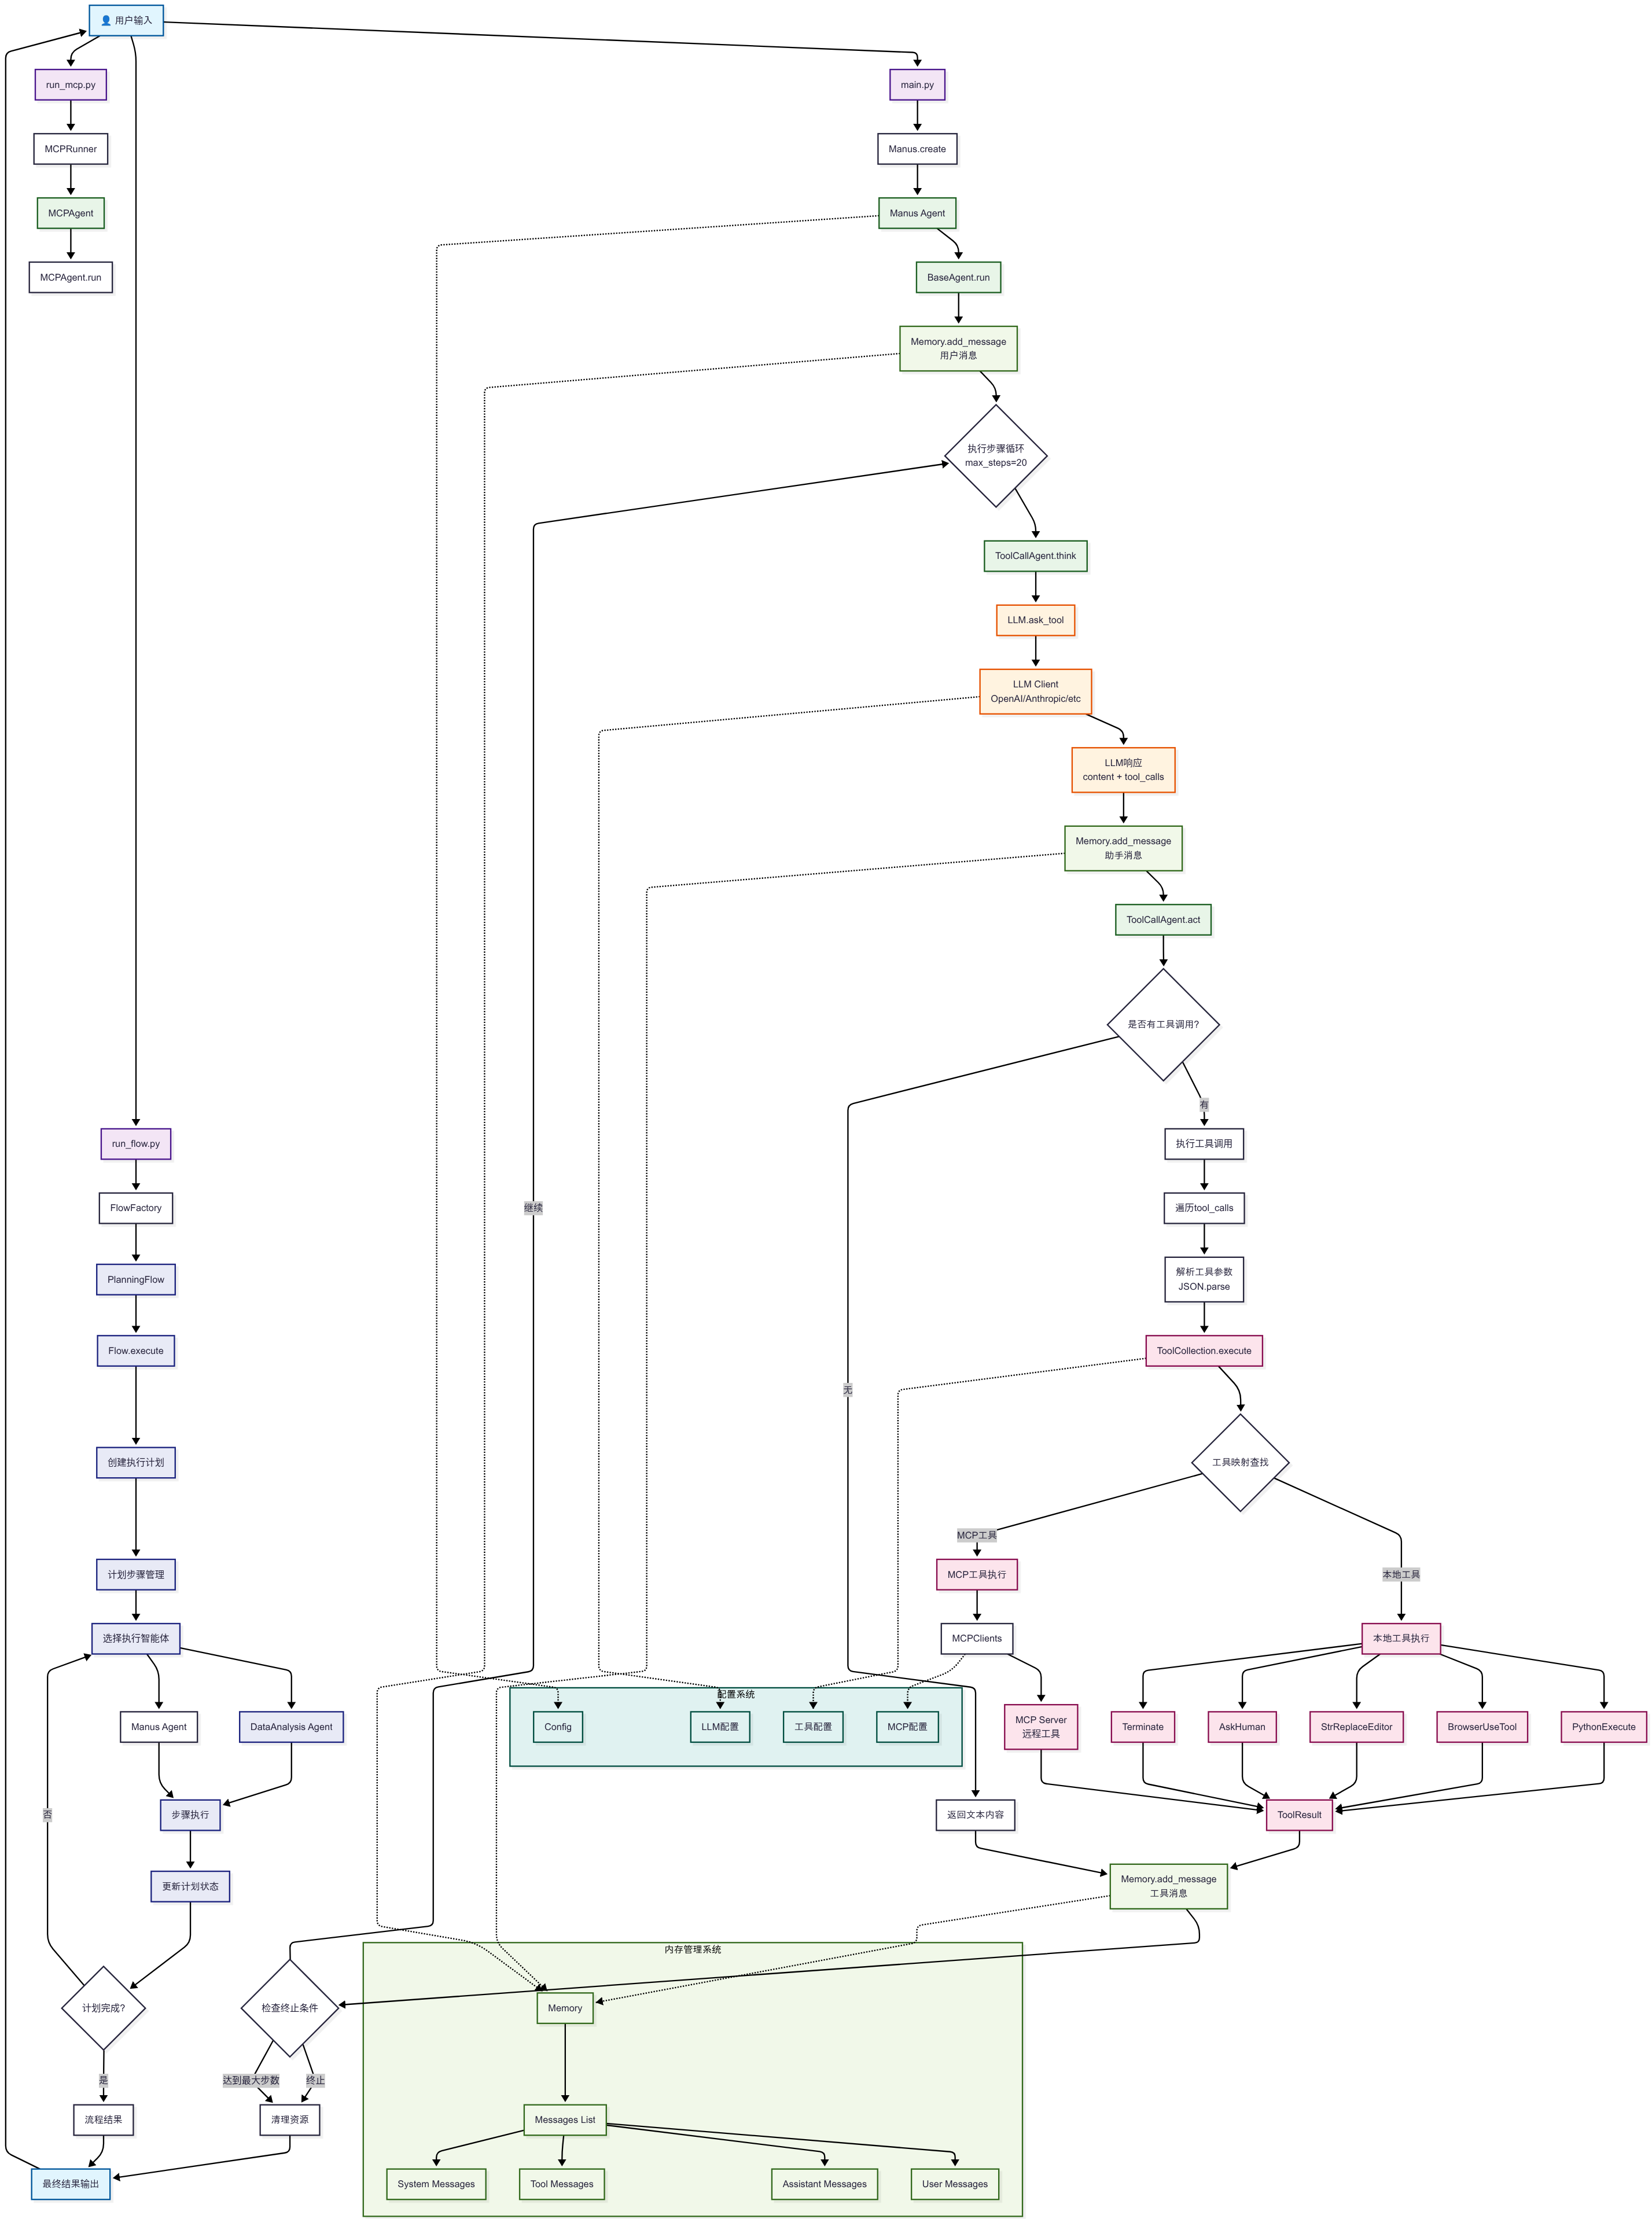 👤 用户输入
run_mcp.py
main.py
MCPRunner
Manus.create
MCPAgent
Manus Agent
MCPAgent.run
BaseAgent.run
Memory.add_message
用户消息
执行步骤循环
max_steps=20
ToolCallAgent.think
LLM.ask_tool
LLM Client
OpenAI/Anthropic/etc
LLM响应
content + tool_calls
Memory.add_message
助手消息
ToolCallAgent.act
是否有工具调用?
有
run_flow.py
执行工具调用
FlowFactory
继续
遍历tool_calls
PlanningFlow
解析工具参数
JSON.parse
Flow.execute
ToolCollection.execute
无
创建执行计划
工具映射查找
MCP工具
计划步骤管理
MCP工具执行
本地工具
选择执行智能体
MCPClients
本地工具执行
配置系统
Manus Agent
DataAnalysis Agent
Config
LLM配置
工具配置
MCP配置
MCP Server
远程工具
Terminate
AskHuman
StrReplaceEditor
BrowserUseTool
PythonExecute
否
步骤执行
返回文本内容
ToolResult
更新计划状态
Memory.add_message
工具消息
内存管理系统
计划完成?
检查终止条件
Memory
是
达到最大步数
终止
流程结果
清理资源
Messages List
最终结果输出
System Messages
Tool Messages
Assistant Messages
User Messages